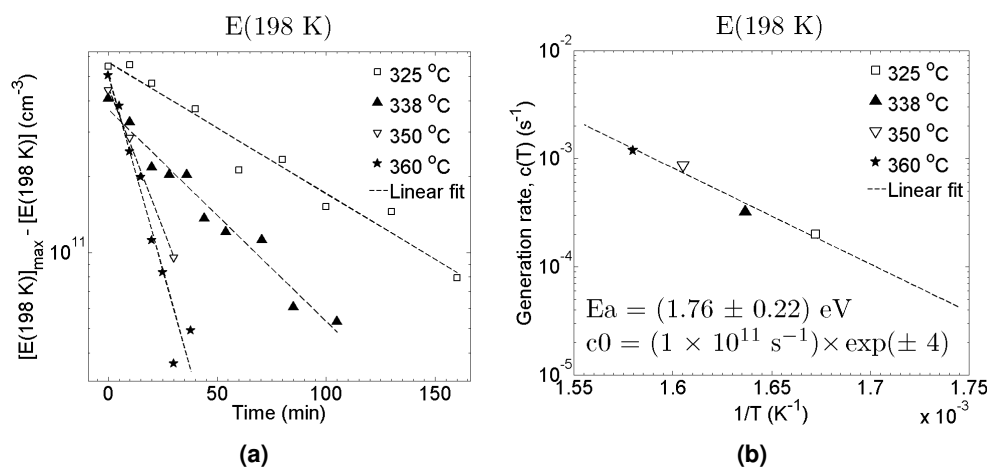 E(198 K)
[E(198 K)]max - [E(198 K)] (cm-3)
10^11
325 °C
338 °C
350 °C
360 °C
Linear fit
0
50
100
150
Time (min)
(a)
E(198 K)
Generation rate, c(T) (s-1)
10^-2
10^-3
10^-4
10^-5
325 °C
338 °C
350 °C
360 °C
Linear fit
Ea = (1.76 ± 0.22) eV
c0 = (1 × 10^11 s^-1)× exp(± 4)
1.55
1.6
1.65
1.7
1.75
1/T (K-1)
x 10^-3
(b)